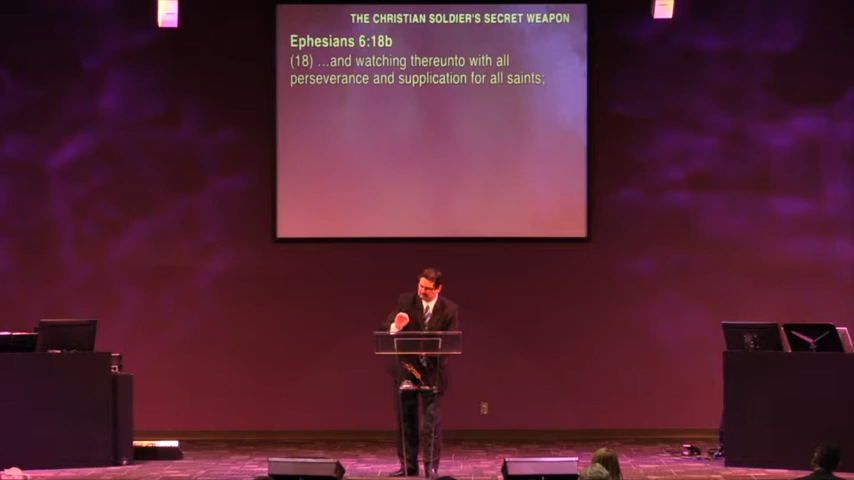 THE CHRISTIAN SOLDIER'S SECRET WEAPON
Ephesians 6:18b
(18) ...and watching thereunto with all
perseverance and supplication for all saints;